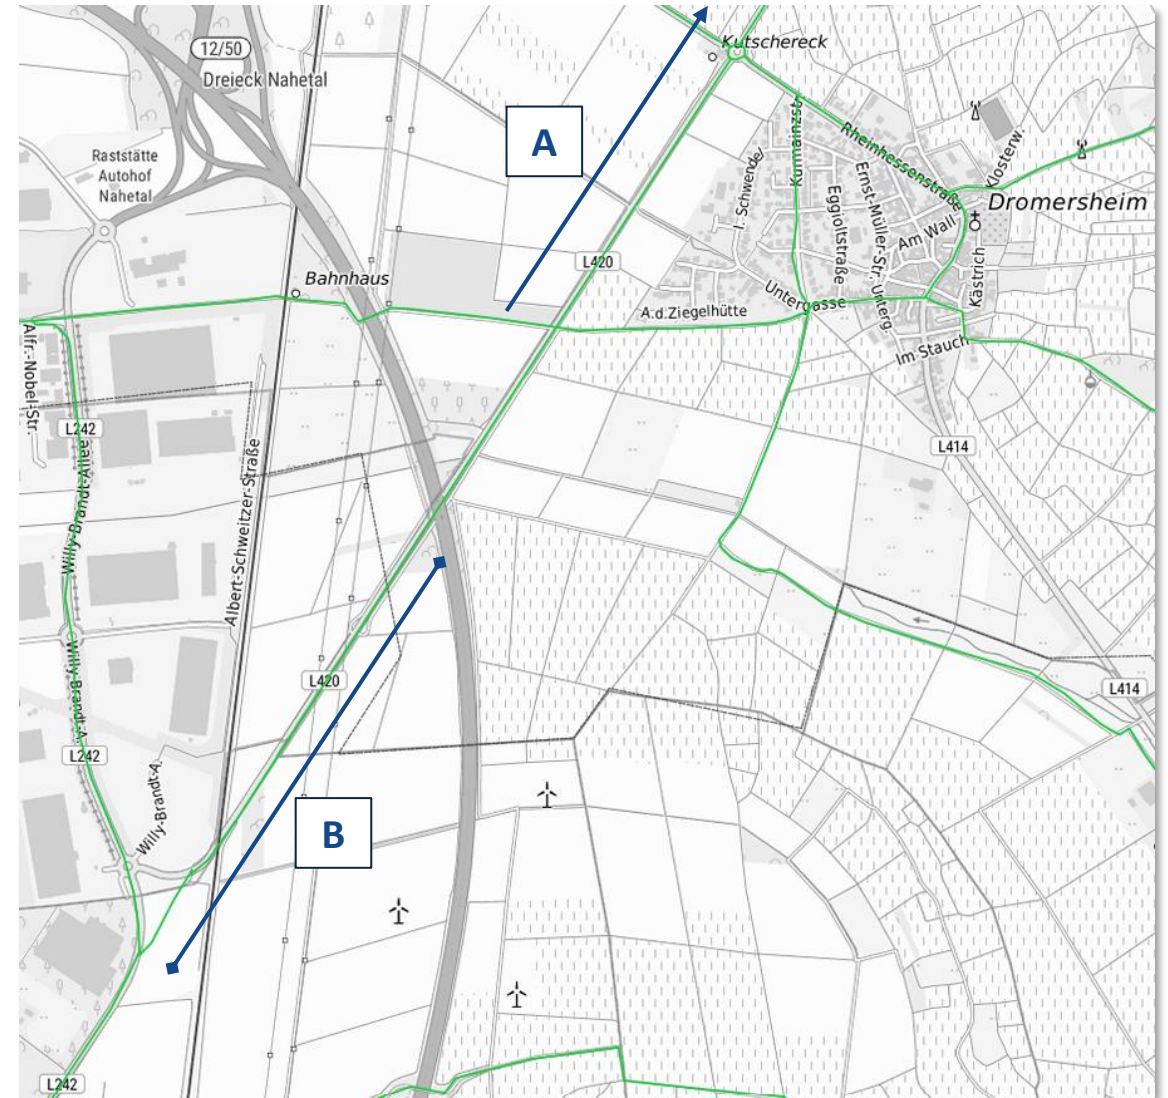 Kutschereck
12/50
Dreieck Nahetal
A
Raststätte
Autohof
Nahetal
Rheinhessenstraße
Kurmainzst.
I. Schwende/
Ernst-Müller-Str.
Eggioltstraße
Klosterw.
Dromersheim
Am Wall
Kästrich
L420
Bahnhaus
Untergasse
Unterg.
A.d.Ziegelhütte
Im Stauch
Alfr.-Nobel-Str.
L242
L414
Willy-Brandt-Allee
Albert-Schweitzer-Straße
L420
Willy-Brandt-A.
L414
L242
Willy-Brandt-A.
B
L242